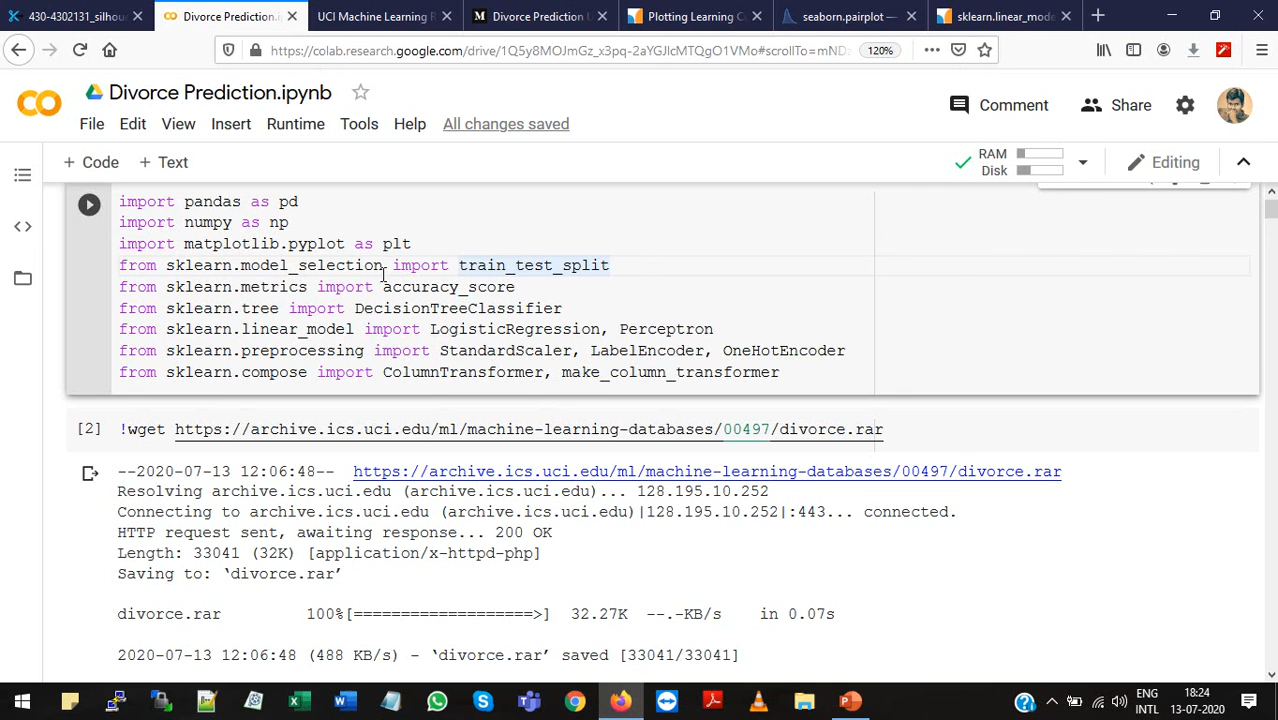 430-4302131_silhou
Divorce Prediction.ipynb
UCI Machine Learning R
Divorce Prediction U
Plotting Learning Cu
seaborn.pairplot —
sklearn.linear_mode
https://colab.research.google.com/drive/1Q5y8MOJmGz_x3pq-2aYGJlcMTQgO1VMo#scrollTo=mND
120%
Divorce Prediction.ipynb
Comment
Share
File Edit View Insert Runtime Tools Help All changes saved
+ Code + Text
RAM
Disk
Editing
import pandas as pd
import numpy as np
import matplotlib.pyplot as plt
from sklearn.model_selection import train_test_split
from sklearn.metrics import accuracy_score
from sklearn.tree import DecisionTreeClassifier
from sklearn.linear_model import LogisticRegression, Perceptron
from sklearn.preprocessing import StandardScaler, LabelEncoder, OneHotEncoder
from sklearn.compose import ColumnTransformer, make_column_transformer
[2] !wget https://archive.ics.uci.edu/ml/machine-learning-databases/00497/divorce.rar
--2020-07-13 12:06:48-- https://archive.ics.uci.edu/ml/machine-learning-databases/00497/divorce.rar
Resolving archive.ics.uci.edu (archive.ics.uci.edu)... 128.195.10.252
Connecting to archive.ics.uci.edu (archive.ics.uci.edu)|128.195.10.252|:443... connected.
HTTP request sent, awaiting response... 200 OK
Length: 33041 (32K) [application/x-httpd-php]
Saving to: ‘divorce.rar’
divorce.rar 100%[===================>] 32.27K --.-KB/s in 0.07s
2020-07-13 12:06:48 (488 KB/s) - ‘divorce.rar’ saved [33041/33041]
ENG
INTL
18:24
13-07-2020